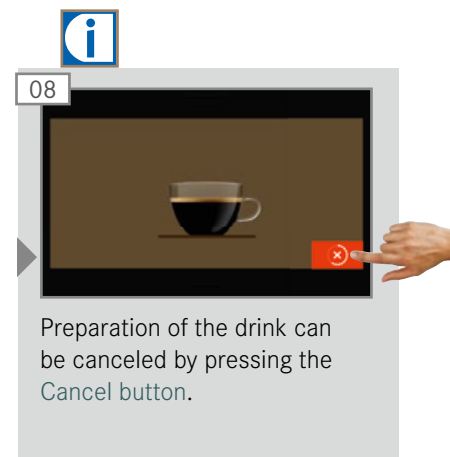 i
08
Preparation of the drink can
be canceled by pressing the
Cancel button.